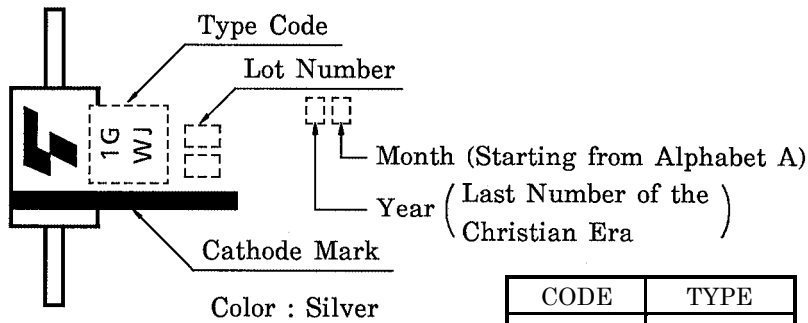 Type Code
Lot Number
1G
WJ
Month (Starting from Alphabet A)
Year (Last Number of the
Christian Era)
Cathode Mark
Color : Silver
CODE TYPE